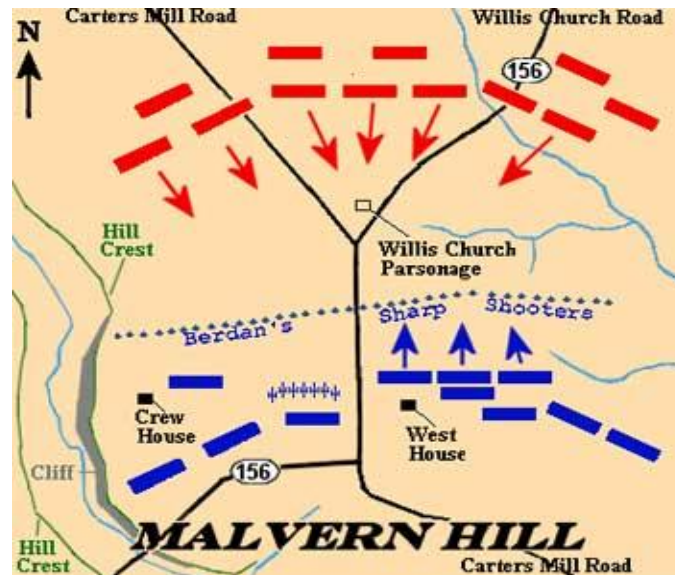 Carters Mill Road
Willis Church Road
N
156
Hill
Crest
Willis Church
Parsonage
Berdan's Sharp Shooters
Crew
House
West
House
Cliff
156
MALVERN HILL
Hill
Crest
Carters Mill Road